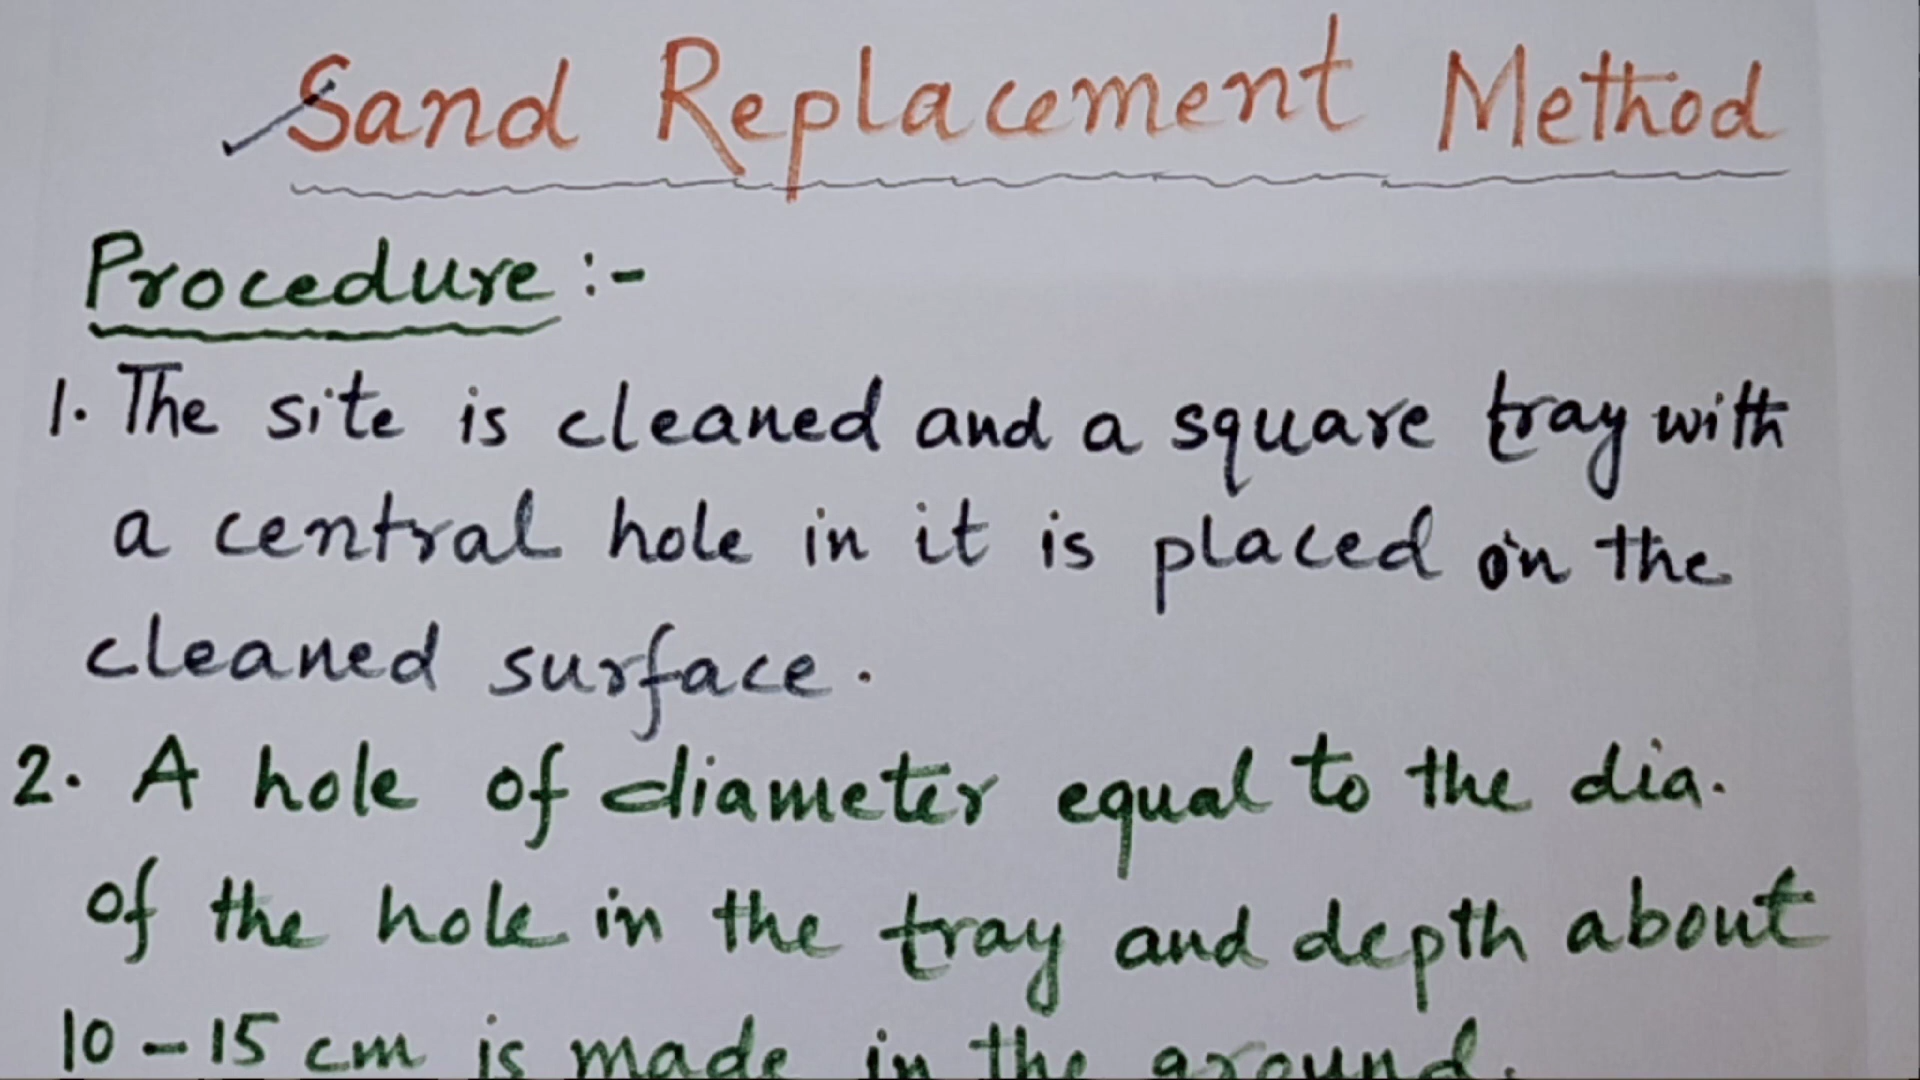 Sand Replacement Method
Procedure :-
1. The site is cleaned and a square tray with
a central hole in it is placed on the
cleaned surface.
2. A hole of diameter equal to the dia.
of the hole in the tray and depth about
10 - 15 cm is made in the ground.